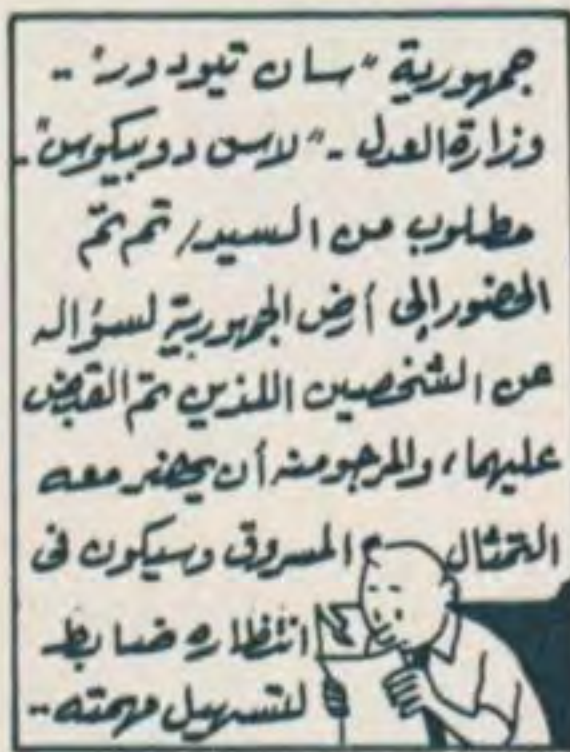 جمهورية "سان تيودور" ..
وزارة العدل - "لاس دوبيكوس" -
مطلوب من السيد / تم تم
الحضور إلى أرض الجمهورية لسؤاله
عن الشخصين اللذين تم القبض
عليهما ، والمرجو منه أن يحضر معه
التمثال المسروق وسيكون فى
انتظاره ضابط
لتسهيل مهمته ..